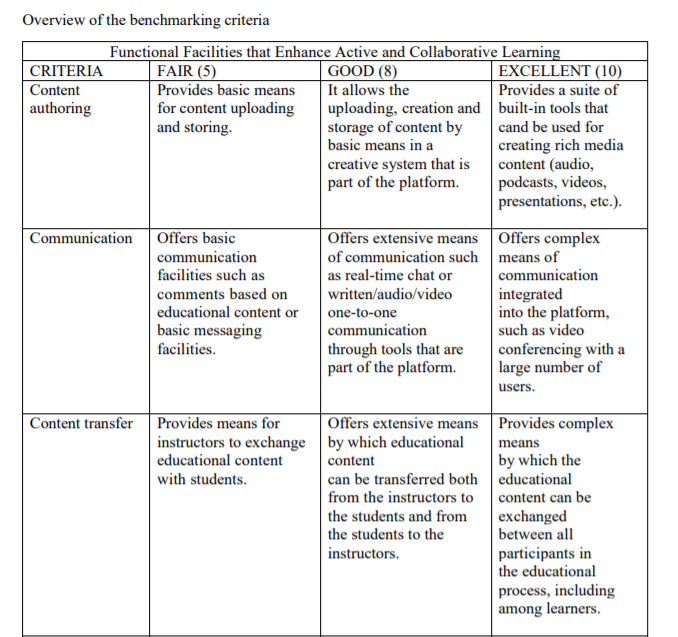 Overview of the benchmarking criteria
Functional Facilities that Enhance Active and Collaborative Learning
CRITERIA FAIR (5) GOOD (8) EXCELLENT (10)
Content
authoring
Provides basic means
for content uploading
and storing.
It allows the
uploading, creation and
storage of content by
basic means in a
creative system that is
part of the platform.
Provides a suite of
built-in tools that
cand be used for
creating rich media
content (audio,
podcasts, videos,
presentations, etc.).
Communication
Offers basic
communication
facilities such as
comments based on
educational content or
basic messaging
facilities.
Offers extensive means
of communication such
as real-time chat or
written/audio/video
one-to-one
communication
through tools that are
part of the platform.
Offers complex
means of
communication
integrated
into the platform,
such as video
conferencing with a
large number of
users.
Content transfer
Provides means for
instructors to exchange
educational content
with students.
Offers extensive means
by which educational
content
can be transferred both
from the instructors to
the students and from
the students to the
instructors.
Provides complex
means
by which the
educational
content can be
exchanged
between all
participants in
the educational
process, including
among learners.